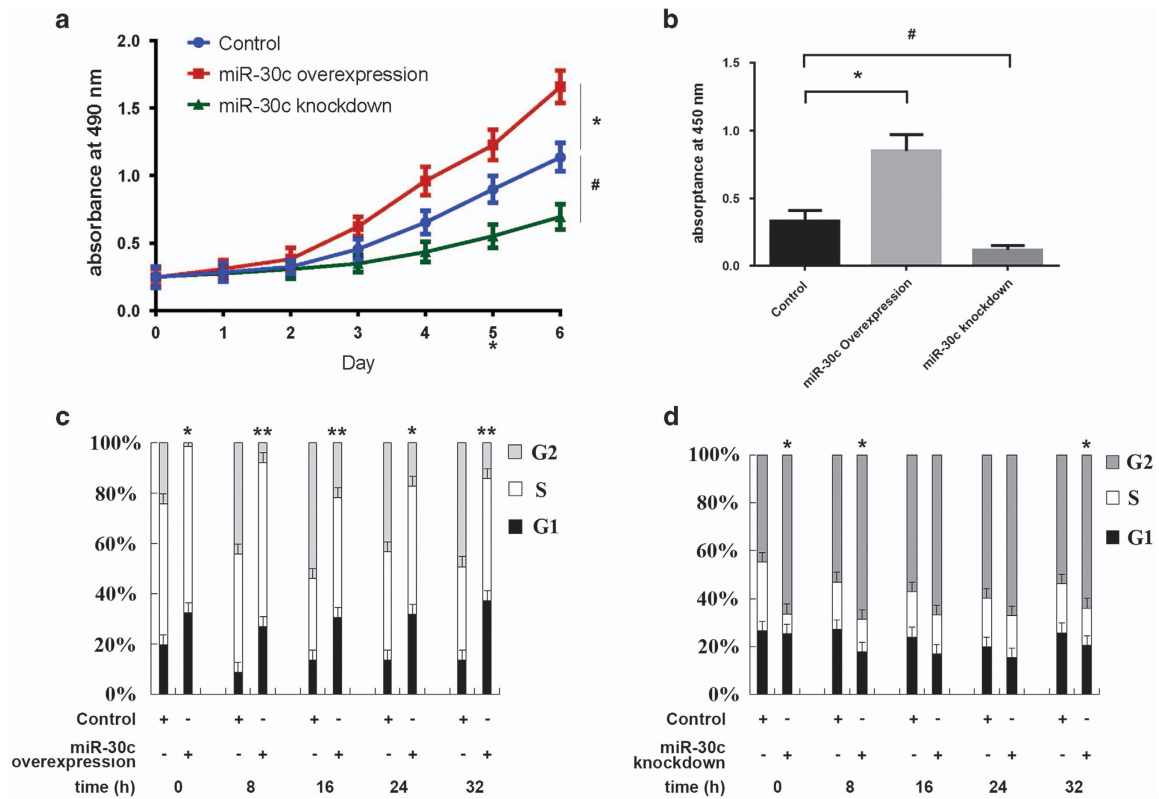 a
Control
miR-30c overexpression
miR-30c knockdown
absorbance at 490 nm
2.0
1.5
1.0
0.5
0.0
*
#
0 1 2 3 4 5 6
*
Day
b
absorptance at 450 nm
1.5
1.0
0.5
0.0
#
*
Control
miR-30c Overexpression
miR-30c knockdown
c
* ** ** * **
100%
80%
60%
40%
20%
0%
G2
S
G1
Control + - + - + - + - + -
miR-30c
overexpression - + - + - + - + - +
time (h) 0 8 16 24 32
d
* * *
100%
80%
60%
40%
20%
0%
G2
S
G1
Control + - + - + - + - + -
miR-30c
knockdown - + - + - + - + - +
time (h) 0 8 16 24 32